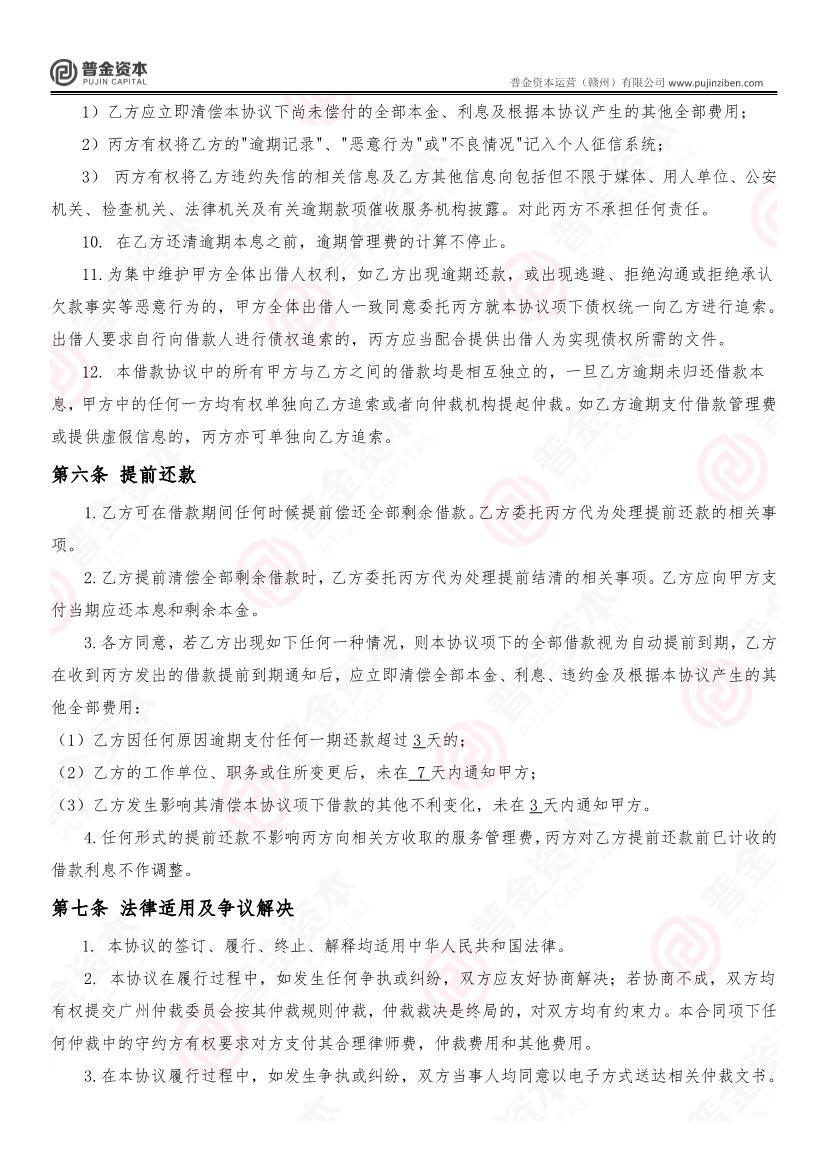 普金资本
PUJIN CAPITAL
普金资本运营（赣州）有限公司 www.pujinziben.com
1）乙方应立即清偿本协议下尚未偿付的全部本金、利息及根据本协议产生的其他全部费用；
2）丙方有权将乙方的"逾期记录"、"恶意行为"或"不良情况"记入个人征信系统；
3） 丙方有权将乙方违约失信的相关信息及乙方其他信息向包括但不限于媒体、用人单位、公安
机关、检查机关、法律机关及有关逾期款项催收服务机构披露。对此丙方不承担任何责任。
10. 在乙方还清逾期本息之前，逾期管理费的计算不停止。
11.为集中维护甲方全体出借人权利，如乙方出现逾期还款，或出现逃避、拒绝沟通或拒绝承认
欠款事实等恶意行为的，甲方全体出借人一致同意委托丙方就本协议项下债权统一向乙方进行追索。
出借人要求自行向借款人进行债权追索的，丙方应当配合提供出借人为实现债权所需的文件。
12. 本借款协议中的所有甲方与乙方之间的借款均是相互独立的，一旦乙方逾期未归还借款本
息，甲方中的任何一方均有权单独向乙方追索或者向仲裁机构提起仲裁。如乙方逾期支付借款管理费
或提供虚假信息的，丙方亦可单独向乙方追索。
第六条 提前还款
1.乙方可在借款期间任何时候提前偿还全部剩余借款。乙方委托丙方代为处理提前还款的相关事
项。
2.乙方提前清偿全部剩余借款时，乙方委托丙方代为处理提前结清的相关事项。乙方应向甲方支
付当期应还本息和剩余本金。
3.各方同意，若乙方出现如下任何一种情况，则本协议项下的全部借款视为自动提前到期，乙方
在收到丙方发出的借款提前到期通知后，应立即清偿全部本金、利息、违约金及根据本协议产生的其
他全部费用：
（1）乙方因任何原因逾期支付任何一期还款超过 3 天的；
（2）乙方的工作单位、职务或住所变更后，未在 7 天内通知甲方；
（3）乙方发生影响其清偿本协议项下借款的其他不利变化，未在 3 天内通知甲方。
4.任何形式的提前还款不影响丙方向相关方收取的服务管理费，丙方对乙方提前还款前已计收的
借款利息不作调整。
第七条 法律适用及争议解决
1. 本协议的签订、履行、终止、解释均适用中华人民共和国法律。
2. 本协议在履行过程中，如发生任何争执或纠纷，双方应友好协商解决；若协商不成，双方均
有权提交广州仲裁委员会按其仲裁规则仲裁，仲裁裁决是终局的，对双方均有约束力。本合同项下任
何仲裁中的守约方有权要求对方支付其合理律师费，仲裁费用和其他费用。
3.在本协议履行过程中，如发生争执或纠纷，双方当事人均同意以电子方式送达相关仲裁文书。